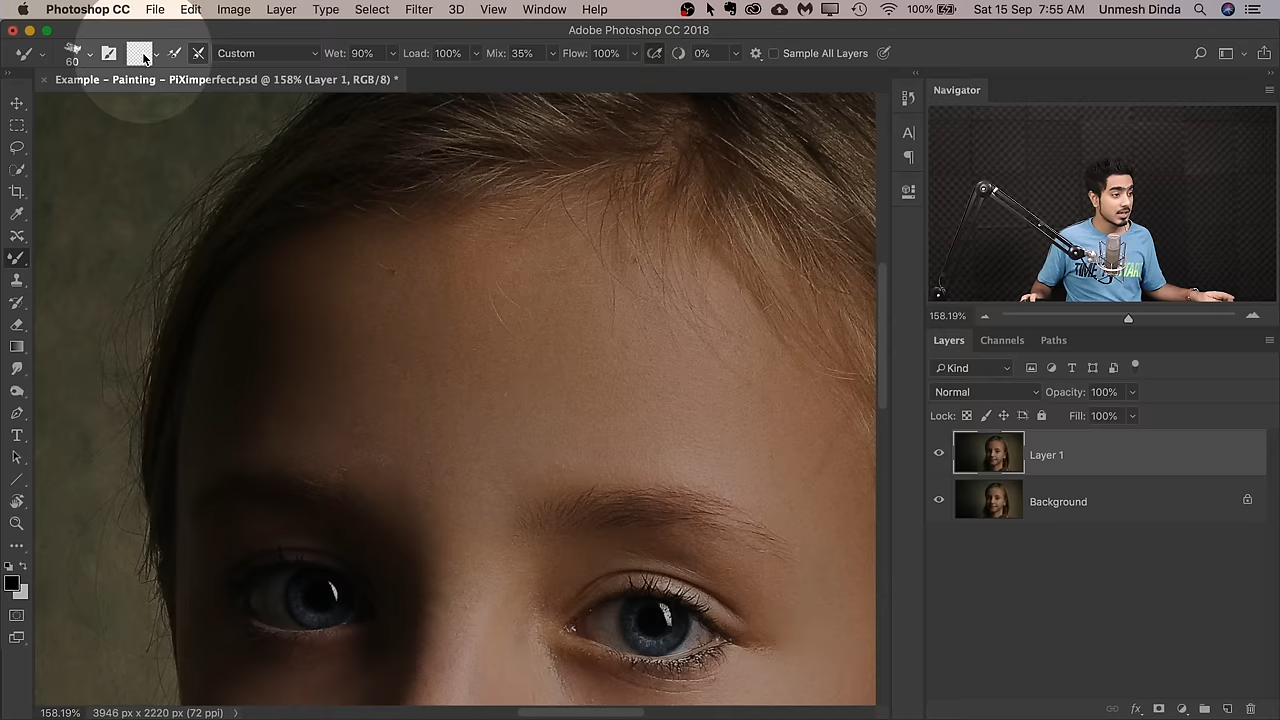 Photoshop CC File Edit Image Layer Type Select Filter 3D View Window Help 100% Sat 15 Sep 7:55 AM Unmesh Dinda
Adobe Photoshop CC 2018
60 Custom Wet: 90% Load: 100% Mix: 35% Flow: 100% 0% Sample All Layers
Example – Painting – PiXimperfect.psd @ 158% (Layer 1, RGB/8) *
Navigator
TIME START
158.19%
Layers Channels Paths
Kind
Normal Opacity: 100%
Lock: Fill: 100%
Layer 1
Background
158.19% 3946 px x 2220 px (72 ppi)